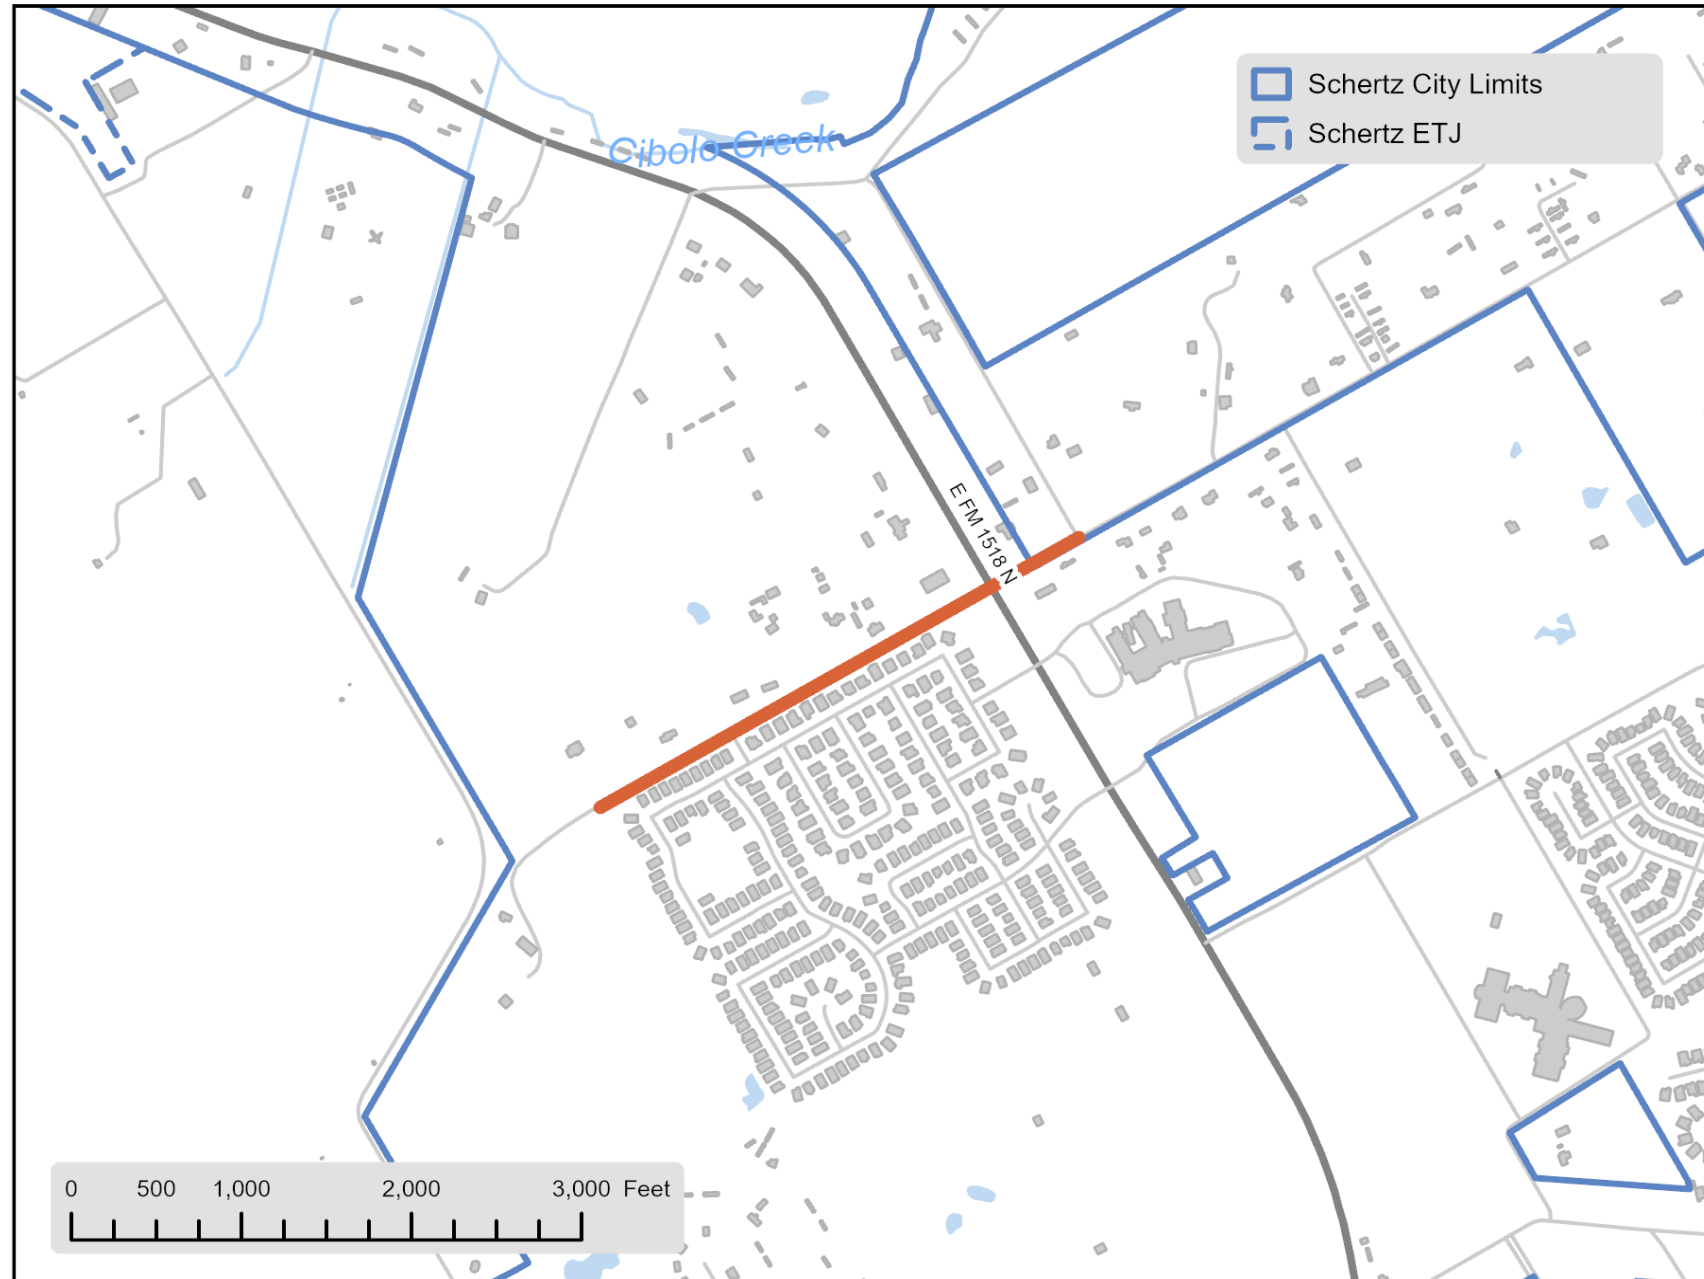 Schertz City Limits
Schertz ETJ
Cibolo Creek
E FM 1518 N
0 500 1,000 2,000 3,000 Feet